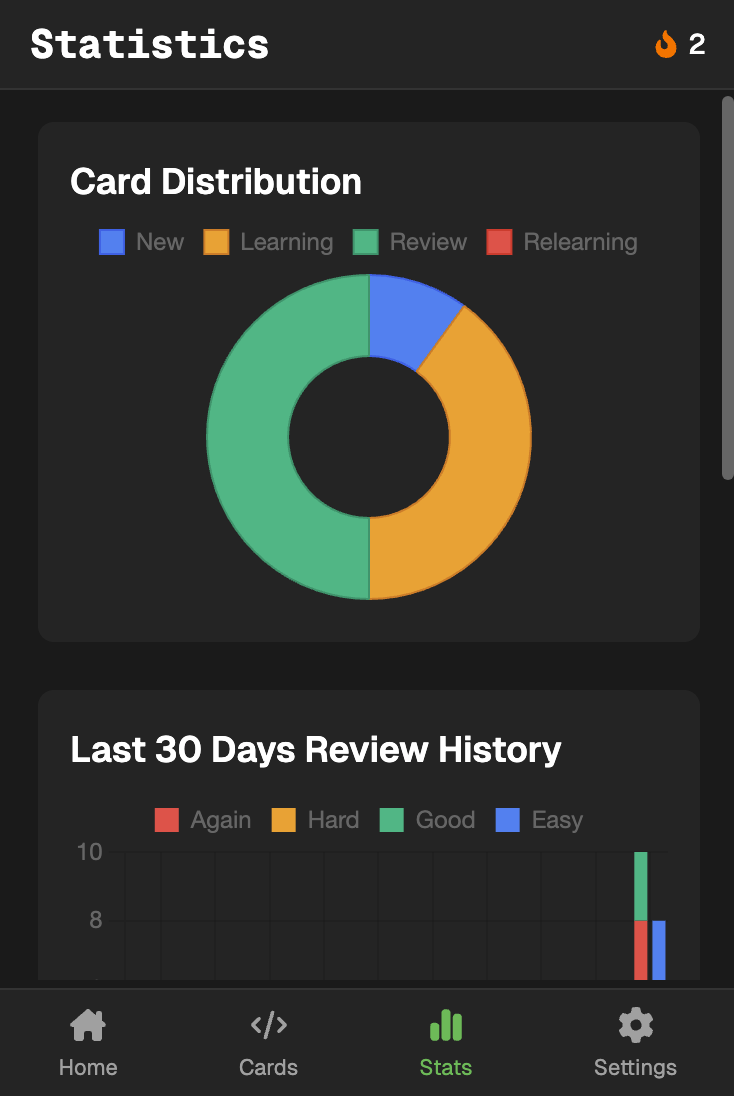 Statistics
2
Card Distribution
New Learning Review Relearning
Last 30 Days Review History
Again Hard Good Easy
10
8
Home Cards Stats Settings